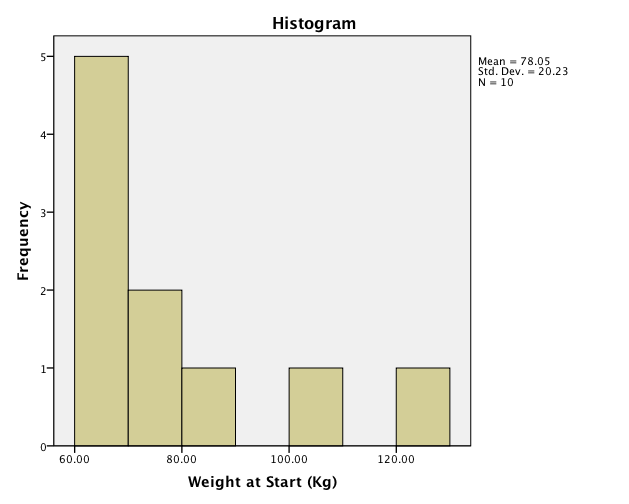 Histogram
Mean = 78.05
Std. Dev. = 20.23
N = 10
5
4
3
2
1
0
Frequency
60.00 80.00 100.00 120.00
Weight at Start (Kg)